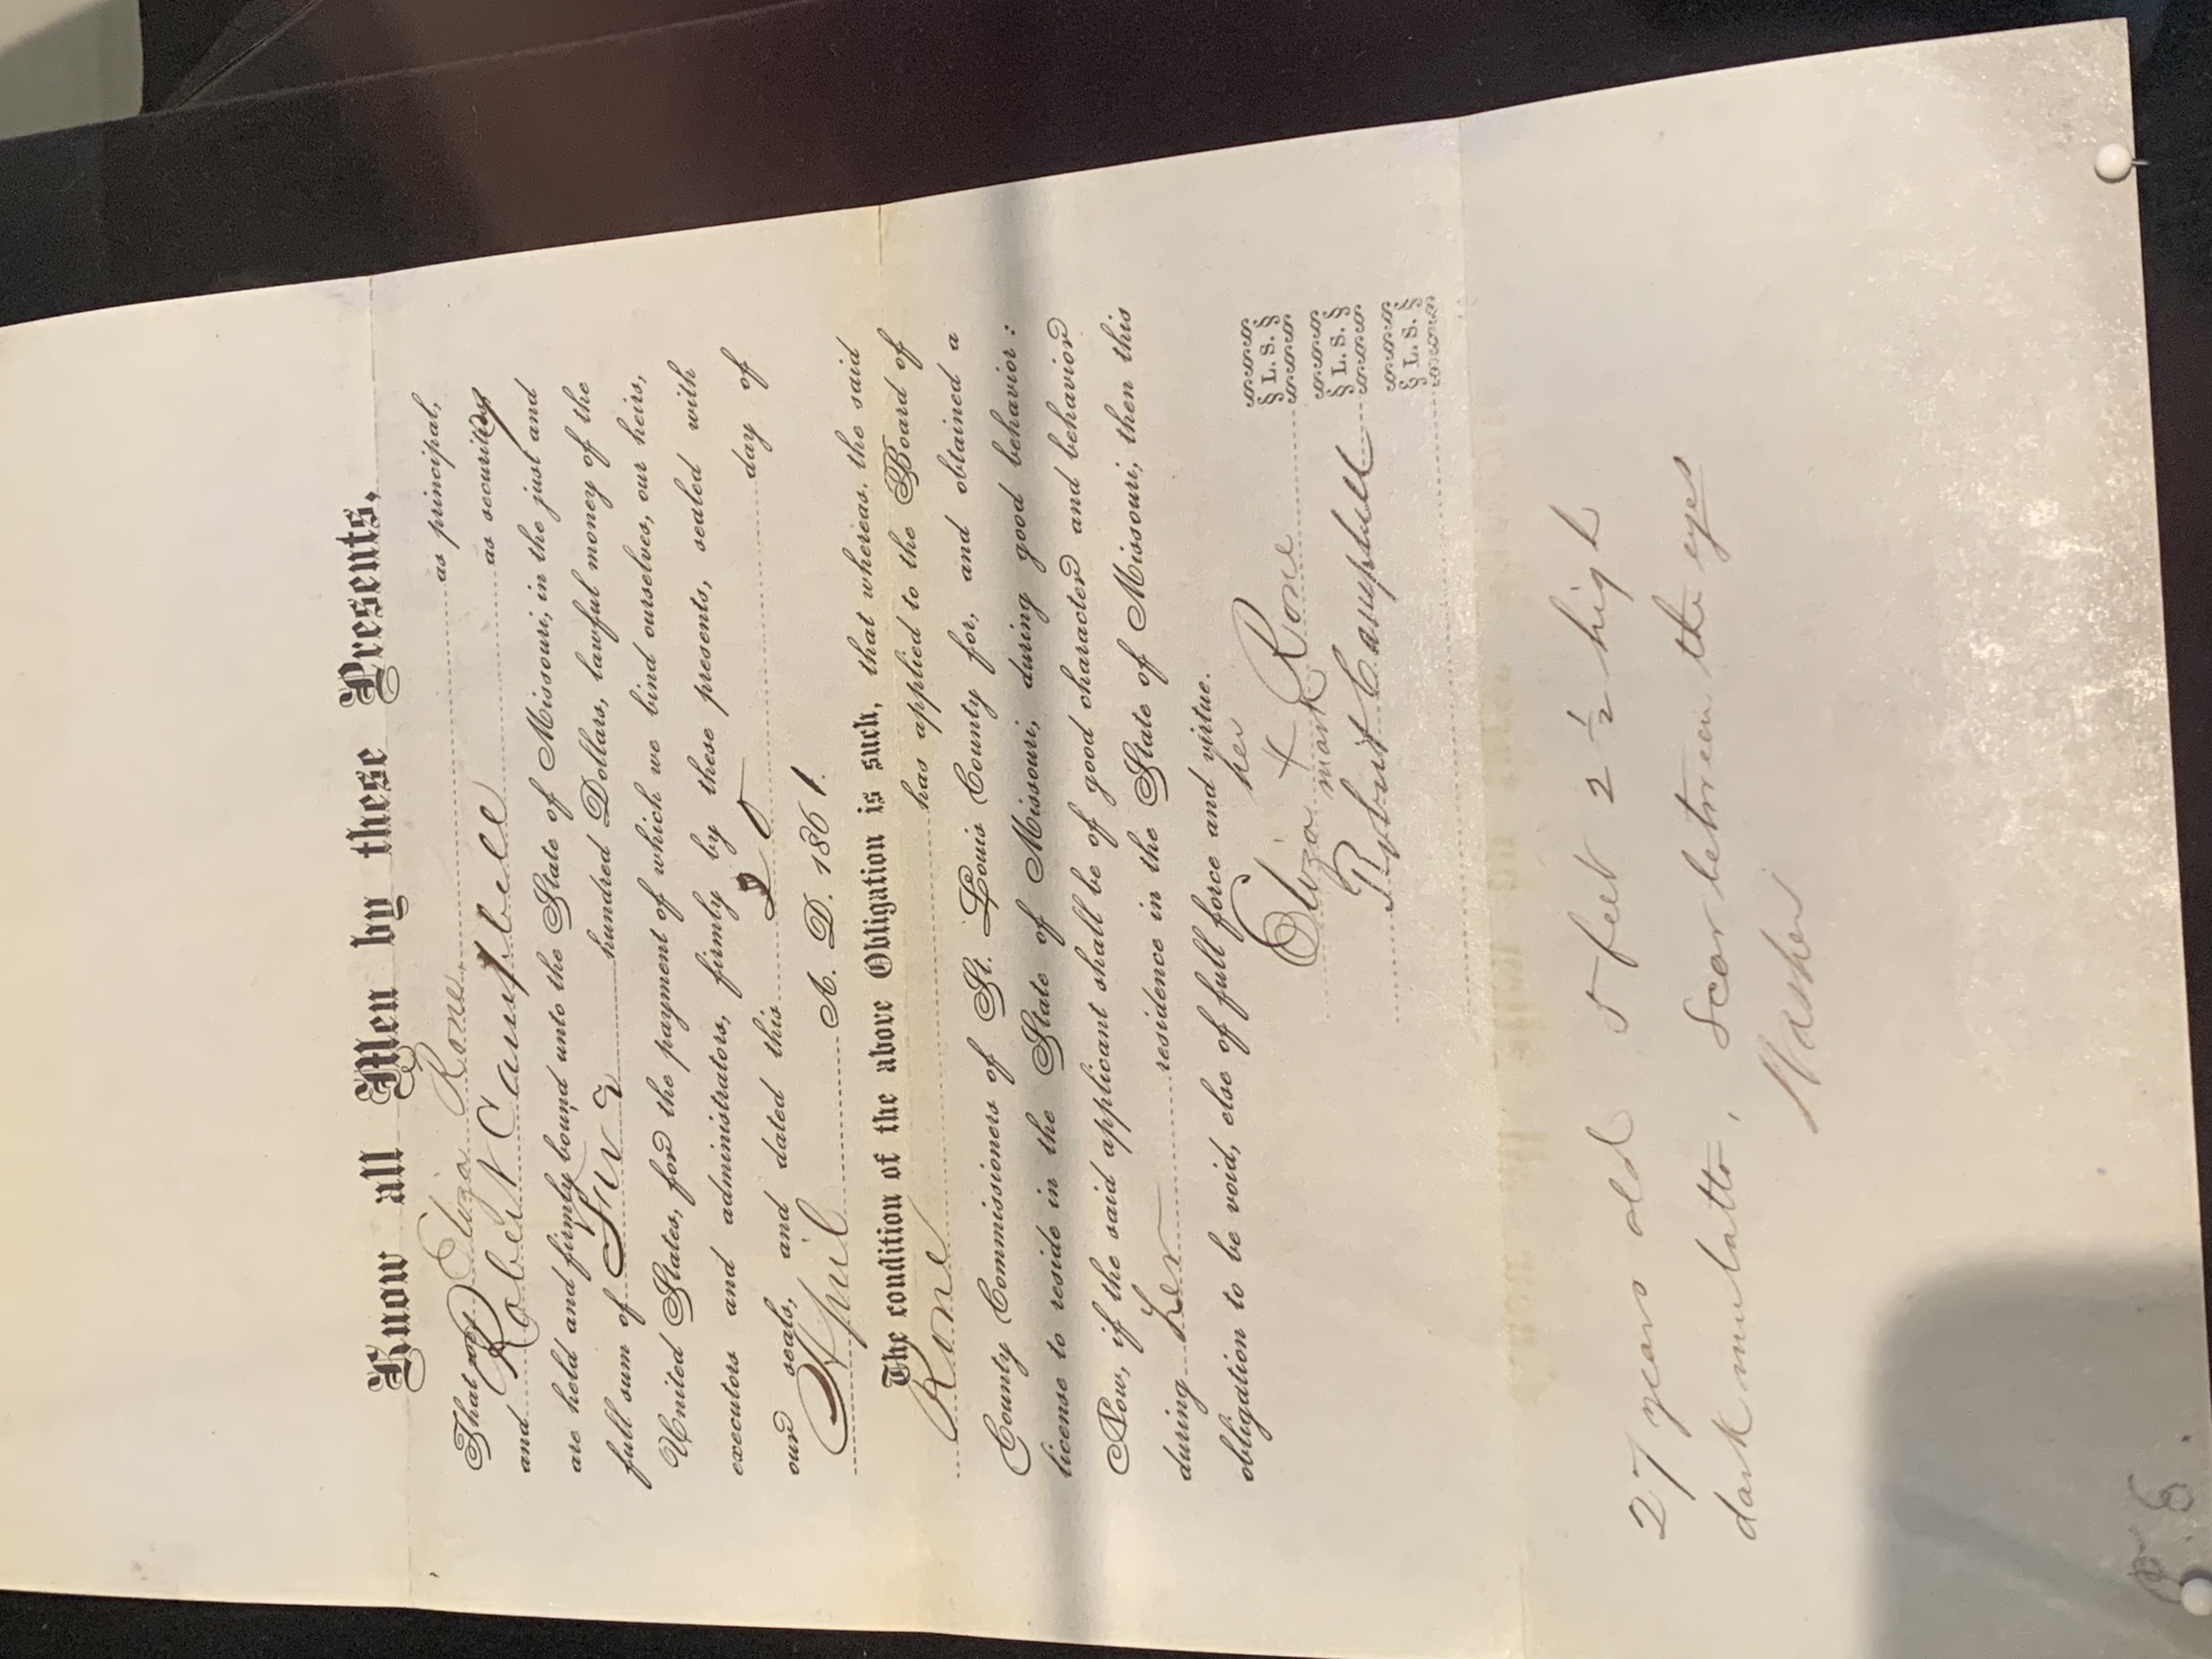 Know all Men by these Presents,
That we Eliza Rone as principal,
and Robert Campbell as security
are held and firmly bound unto the State of Missouri, in the just and
full sum of Two hundred Dollars, lawful money of the
United States, for the payment of which we bind ourselves, our heirs,
executors and administrators, firmly by these presents, sealed with
our seals, and dated this 25 day of
April A. D. 1861.
The condition of the above Obligation is such, that whereas, the said
Rone has applied to the Board of
County Commissioners of St. Louis County for, and obtained a
license to reside in the State of Missouri, during good behavior:
Now, if the said applicant shall be of good character and behavior
during her residence in the State of Missouri, then this
obligation to be void, else of full force and virtue.
her
Eliza X Rone § L. S. §
mark
Robert Campbell § L. S. §
§ L. S. §
27 years old 5 feet 2 ½ high
dark mulatto, scar between the eyes
Washer